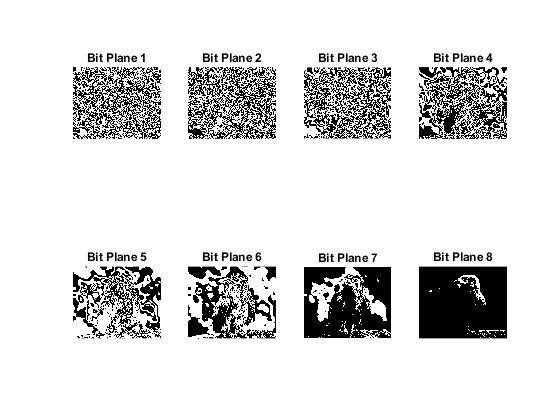 Bit Plane 1
Bit Plane 2
Bit Plane 3
Bit Plane 4
Bit Plane 5
Bit Plane 6
Bit Plane 7
Bit Plane 8